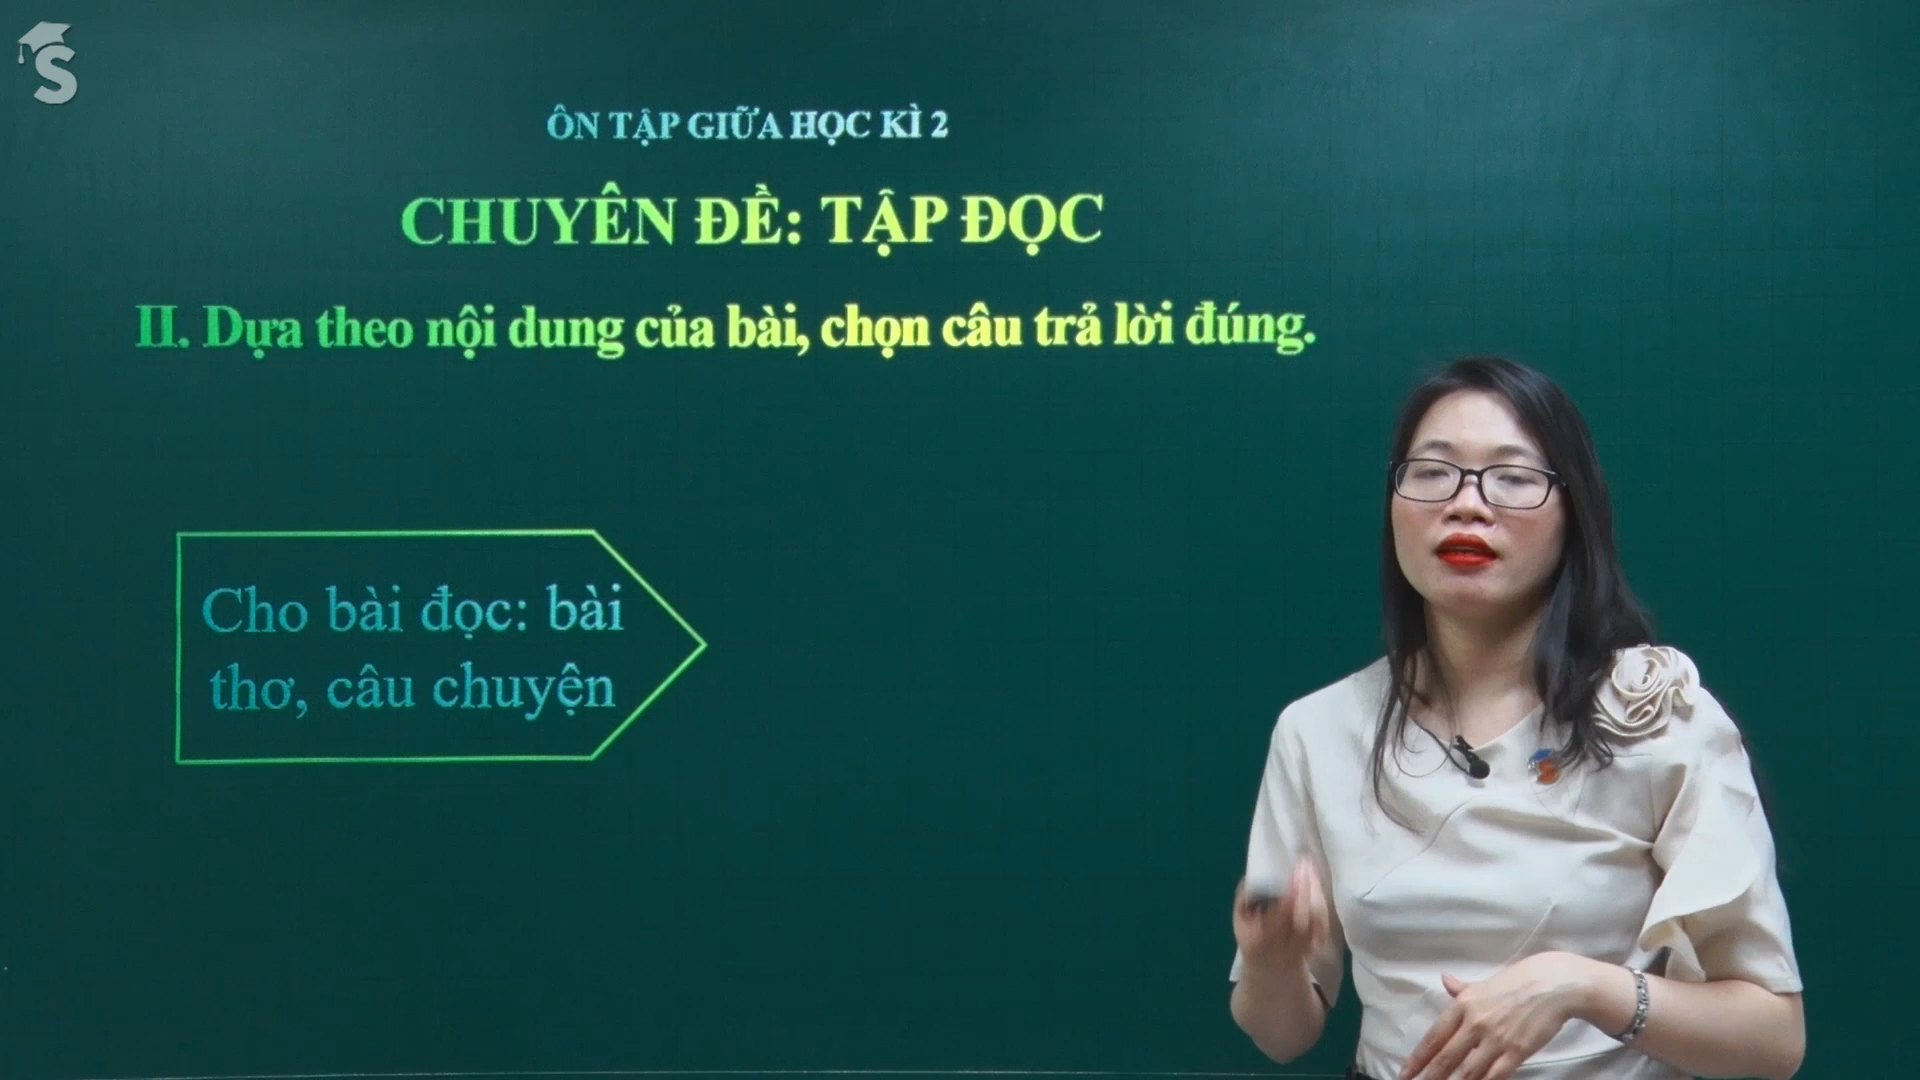 S
ÔN TẬP GIỮA HỌC KÌ 2
CHUYÊN ĐỀ: TẬP ĐỌC
II. Dựa theo nội dung của bài, chọn câu trả lời đúng.
Cho bài đọc: bài
thơ, câu chuyện